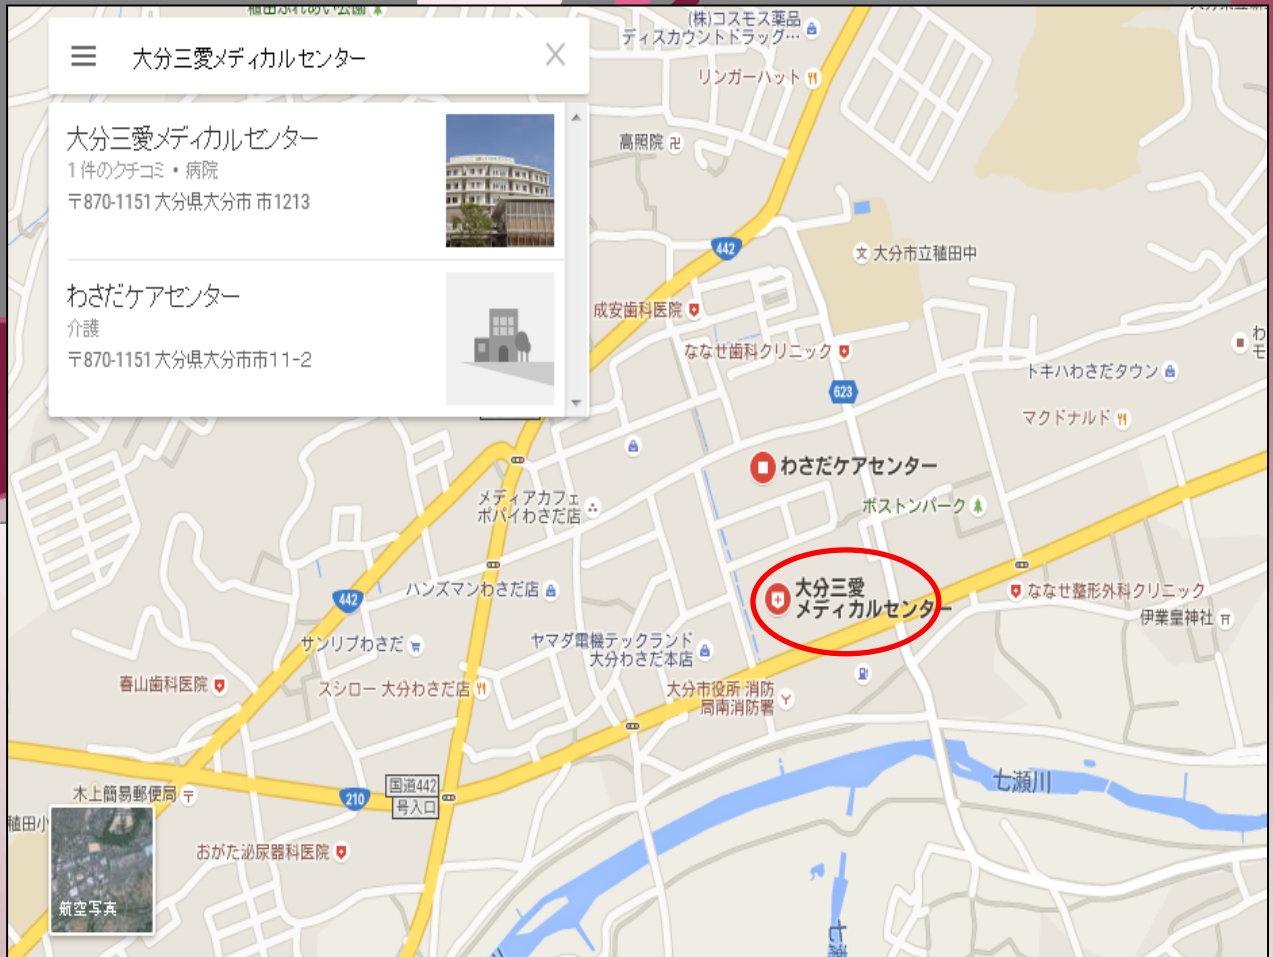 大分三愛メディカルセンター
大分三愛メディカルセンター
1件のクチコミ・病院
〒870-1151 大分県大分市 市1213
わさだケアセンター
介護
〒870-1151 大分県大分市市11-2
(株)コスモス薬品
ディスカウントドラッグ…
リンガーハット
高照院
442
大分市立稙田中
成安歯科医院
ななせ歯科クリニック
わ
モ
トキハわさだタウン
623
マクドナルド
わさだケアセンター
メディアカフェ
ポパイわさだ店
ボストンパーク
ハンズマンわさだ店
442
大分三愛
メディカルセンター
ななせ整形外科クリニック
伊業皇神社
サンリブわさだ
ヤマダ電機テックランド
大分わさだ本店
春山歯科医院
スシロー 大分わさだ店
大分市役所 消防
局南消防署
七瀬川
国道442
号入口
210
木上簡易郵便局
稙田小
おがた泌尿器科医院
航空写真